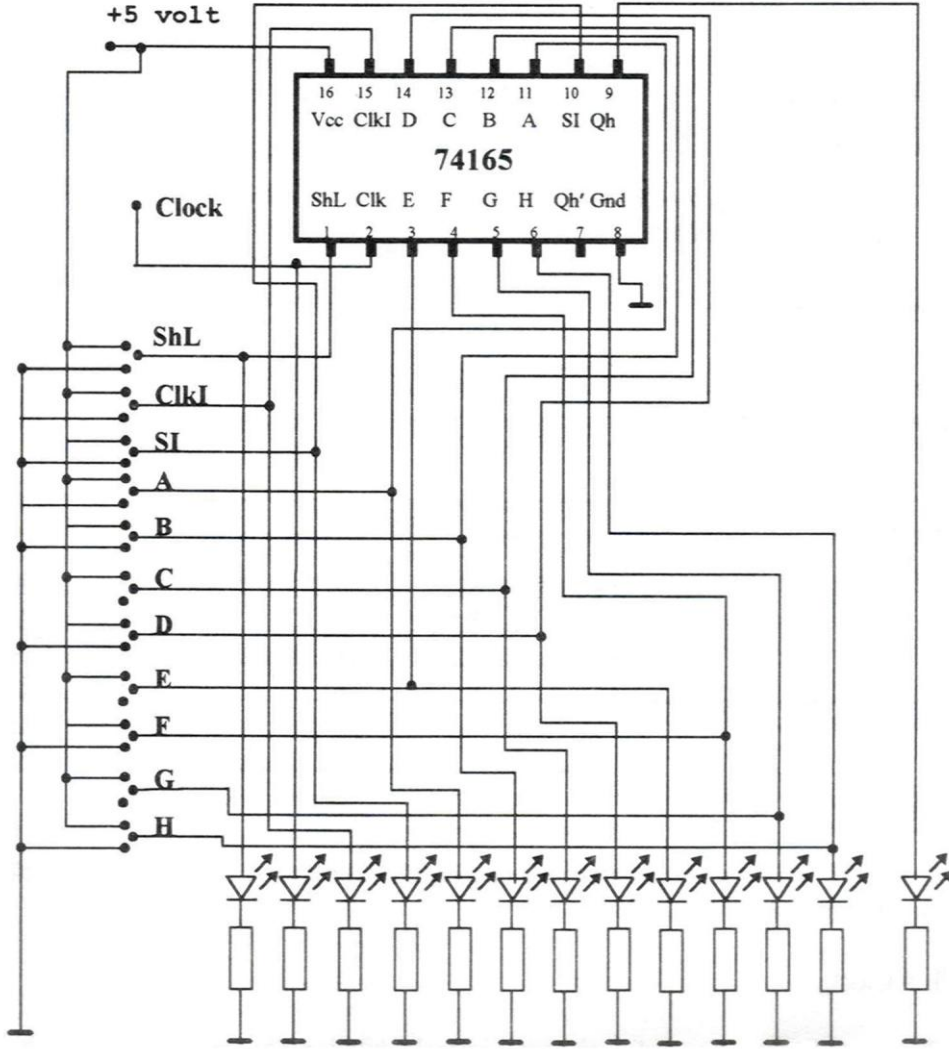 +5 volt
16 15 14 13 12 11 10 9
Vcc ClkI D C B A SI Qh
74165
ShL Clk E F G H Qh' Gnd
1 2 3 4 5 6 7 8
Clock
ShL
ClkI
SI
A
B
C
D
E
F
G
H